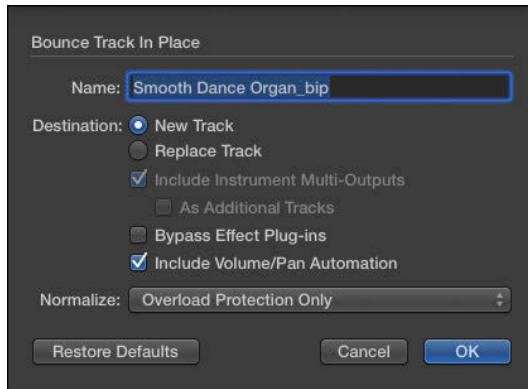 Bounce Track In Place
Name: Smooth Dance Organ_bip
Destination: New Track
Replace Track
Include Instrument Multi-Outputs
As Additional Tracks
Bypass Effect Plug-ins
Include Volume/Pan Automation
Normalize: Overload Protection Only
Restore Defaults Cancel OK